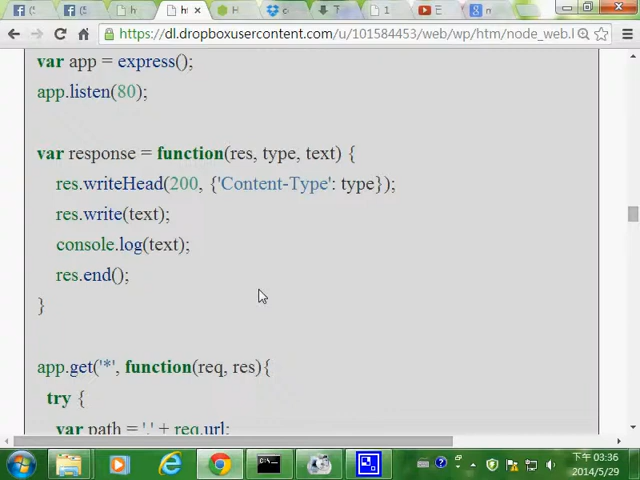 https://dl.dropboxusercontent.com/u/101584453/web/wp/htm/node_web.l
var app = express();
app.listen(80);
var response = function(res, type, text) {
res.writeHead(200, {'Content-Type': type});
res.write(text);
console.log(text);
res.end();
}
app.get('*', function(req, res){
try {
var path = '.' + req.url;
下午 03:36
2014/5/29